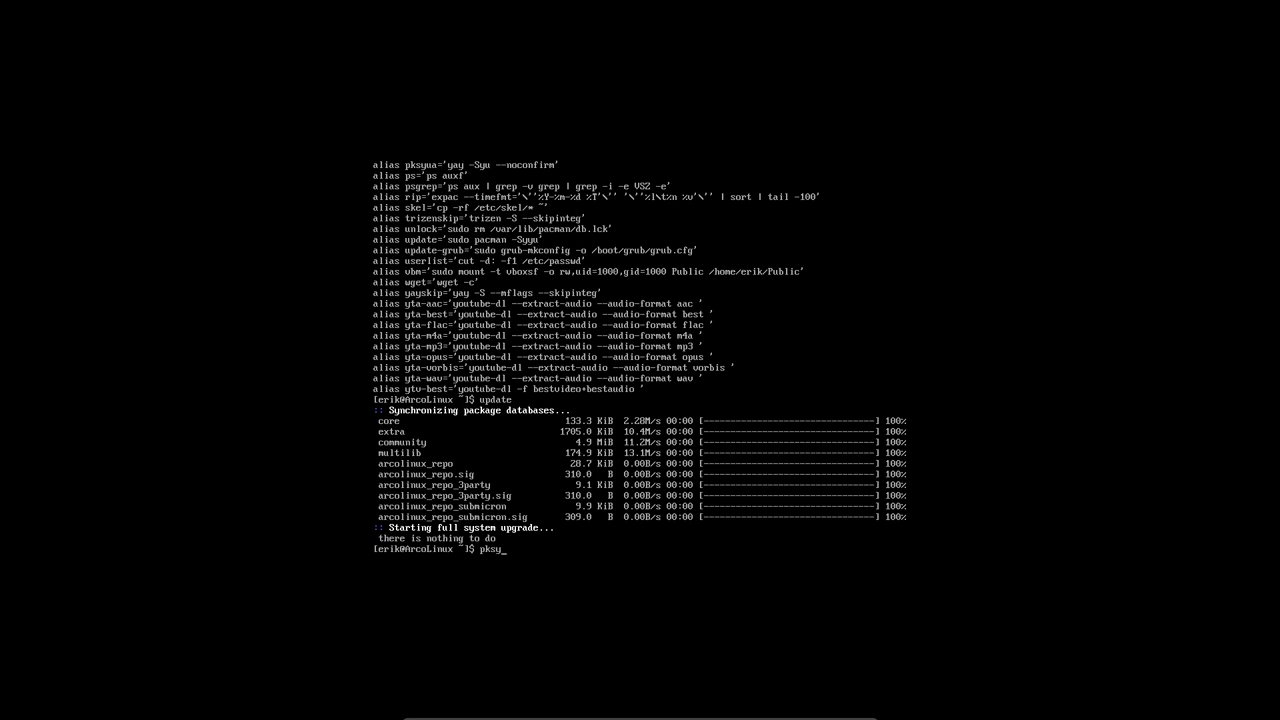 alias pksyua='yay -Syu --noconfirm'
alias ps='ps auxf'
alias psgrep='ps aux | grep -v grep | grep -i -e VSZ -e'
alias rip='expac --timefmt='\''%Y-%m-%d %T'\'' '\''%l\t%n %v'\'' | sort | tail -100'
alias skel='cp -rf /etc/skel/* ~'
alias trizenskip='trizen -S --skipinteg'
alias unlock='sudo rm /var/lib/pacman/db.lck'
alias update='sudo pacman -Syyu'
alias update-grub='sudo grub-mkconfig -o /boot/grub/grub.cfg'
alias userlist='cut -d: -f1 /etc/passwd'
alias vbm='sudo mount -t vboxsf -o rw,uid=1000,gid=1000 Public /home/erik/Public'
alias wget='wget -c'
alias yayskip='yay -S --mflags --skipinteg'
alias yta-aac='youtube-dl --extract-audio --audio-format aac '
alias yta-best='youtube-dl --extract-audio --audio-format best '
alias yta-flac='youtube-dl --extract-audio --audio-format flac '
alias yta-m4a='youtube-dl --extract-audio --audio-format m4a '
alias yta-mp3='youtube-dl --extract-audio --audio-format mp3 '
alias yta-opus='youtube-dl --extract-audio --audio-format opus '
alias yta-vorbis='youtube-dl --extract-audio --audio-format vorbis '
alias yta-wav='youtube-dl --extract-audio --audio-format wav '
alias ytv-best='youtube-dl -f bestvideo+bestaudio '
[erik@ArcoLinux ~]$ update
:: Synchronizing package databases...
core 133.3 KiB 2.28M/s 00:00 [--------------------------------] 100%
extra 1705.0 KiB 10.4M/s 00:00 [--------------------------------] 100%
community 4.9 MiB 11.2M/s 00:00 [--------------------------------] 100%
multilib 174.9 KiB 13.1M/s 00:00 [--------------------------------] 100%
arcolinux_repo 28.7 KiB 0.00B/s 00:00 [--------------------------------] 100%
arcolinux_repo.sig 310.0 B 0.00B/s 00:00 [--------------------------------] 100%
arcolinux_repo_3party 9.1 KiB 0.00B/s 00:00 [--------------------------------] 100%
arcolinux_repo_3party.sig 310.0 B 0.00B/s 00:00 [--------------------------------] 100%
arcolinux_repo_submicron 9.9 KiB 0.00B/s 00:00 [--------------------------------] 100%
arcolinux_repo_submicron.sig 309.0 B 0.00B/s 00:00 [--------------------------------] 100%
:: Starting full system upgrade...
there is nothing to do
[erik@ArcoLinux ~]$ pksy_